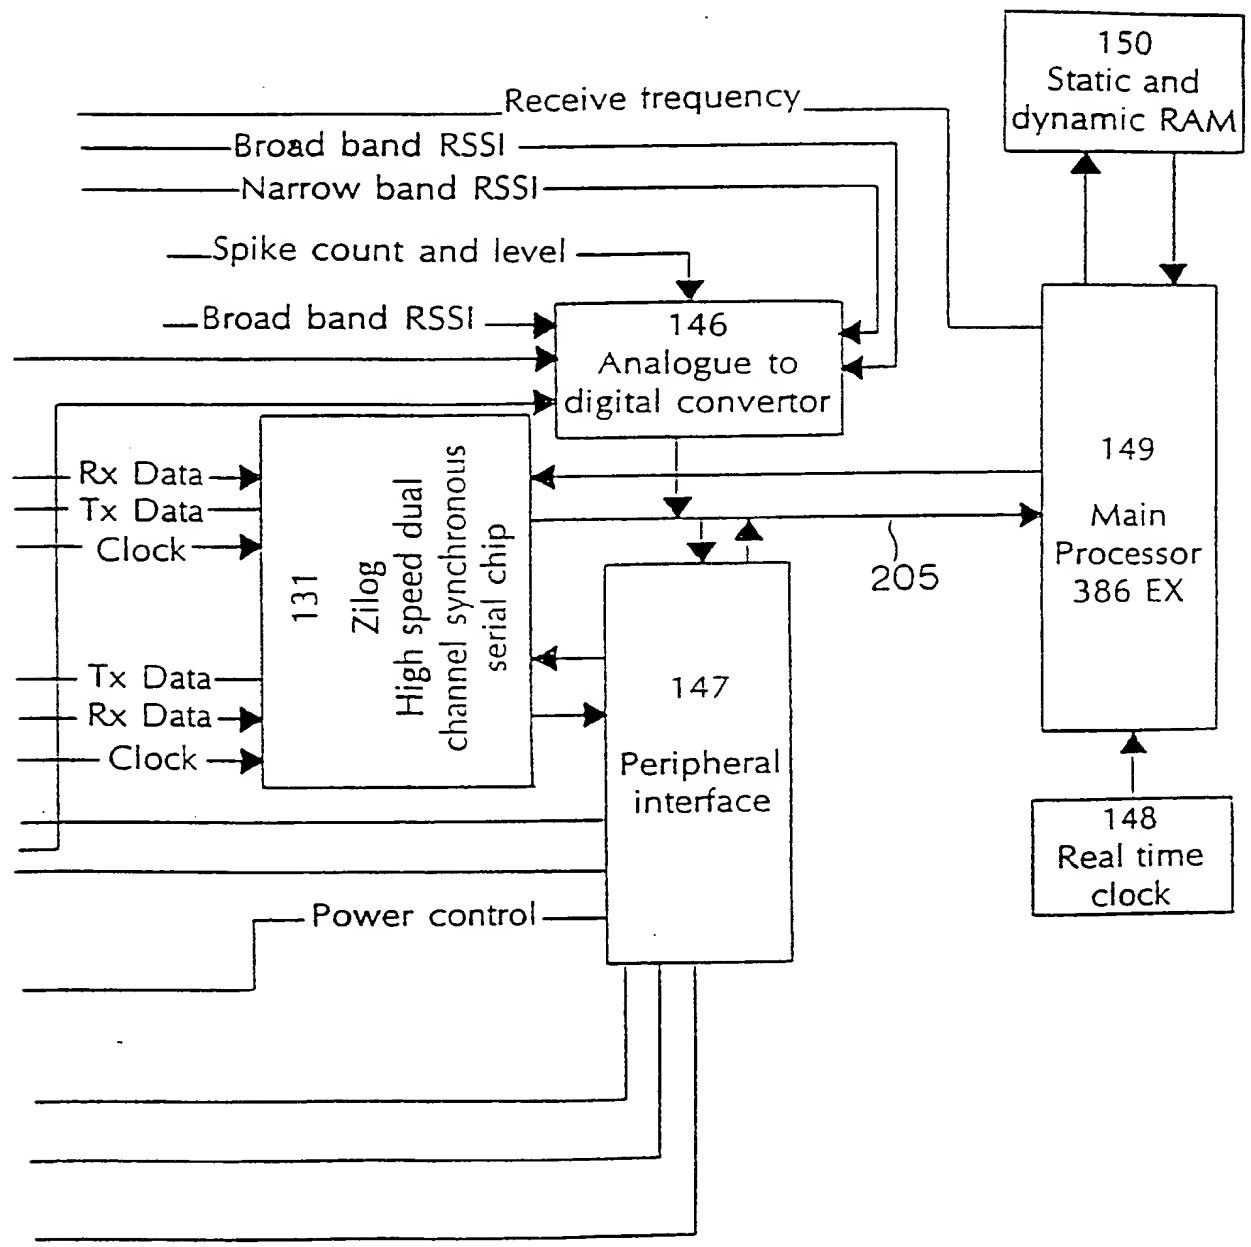 150
Static and
dynamic RAM
Receive trequency
Broad band RSSI
Narrow band RSSI
Spike count and level
Broad band RSSI
146
Analogue to
digital convertor
Rx Data
Tx Data
Clock
131
Zilog
High speed dual
channel synchronous
serial chip
149
Main
Processor
386 EX
205
Tx Data
Rx Data
Clock
147
Peripheral
interface
148
Real time
clock
Power control